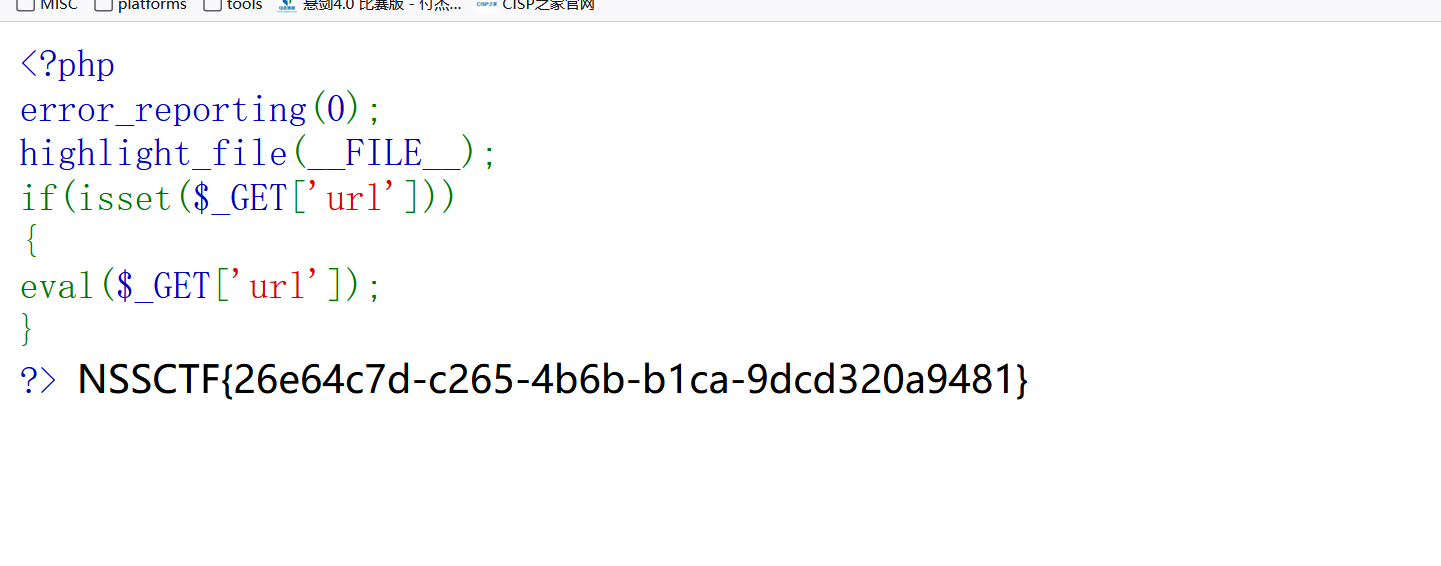 MISC platforms tools 悬剑4.0 比赛版 - 付杰... CISP之家官网
<?php
error_reporting(0);
highlight_file(__FILE__);
if(isset($_GET['url']))
{
eval($_GET['url']);
}
?> NSSCTF{26e64c7d-c265-4b6b-b1ca-9dcd320a9481}